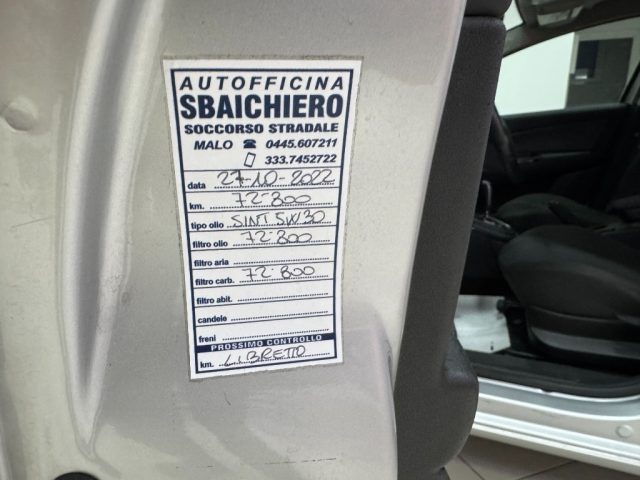 AUTOFFICINA
SBAICHIERO
SOCCORSO STRADALE
MALO ☎ 0445.607211
333.7452722
data 27-10-2022
km. 72.800
tipo olio SINT 5W30
filtro olio 72.800
filtro aria
filtro carb. 72.800
filtro abit.
candele
freni
PROSSIMO CONTROLLO
km. LIBRETTO